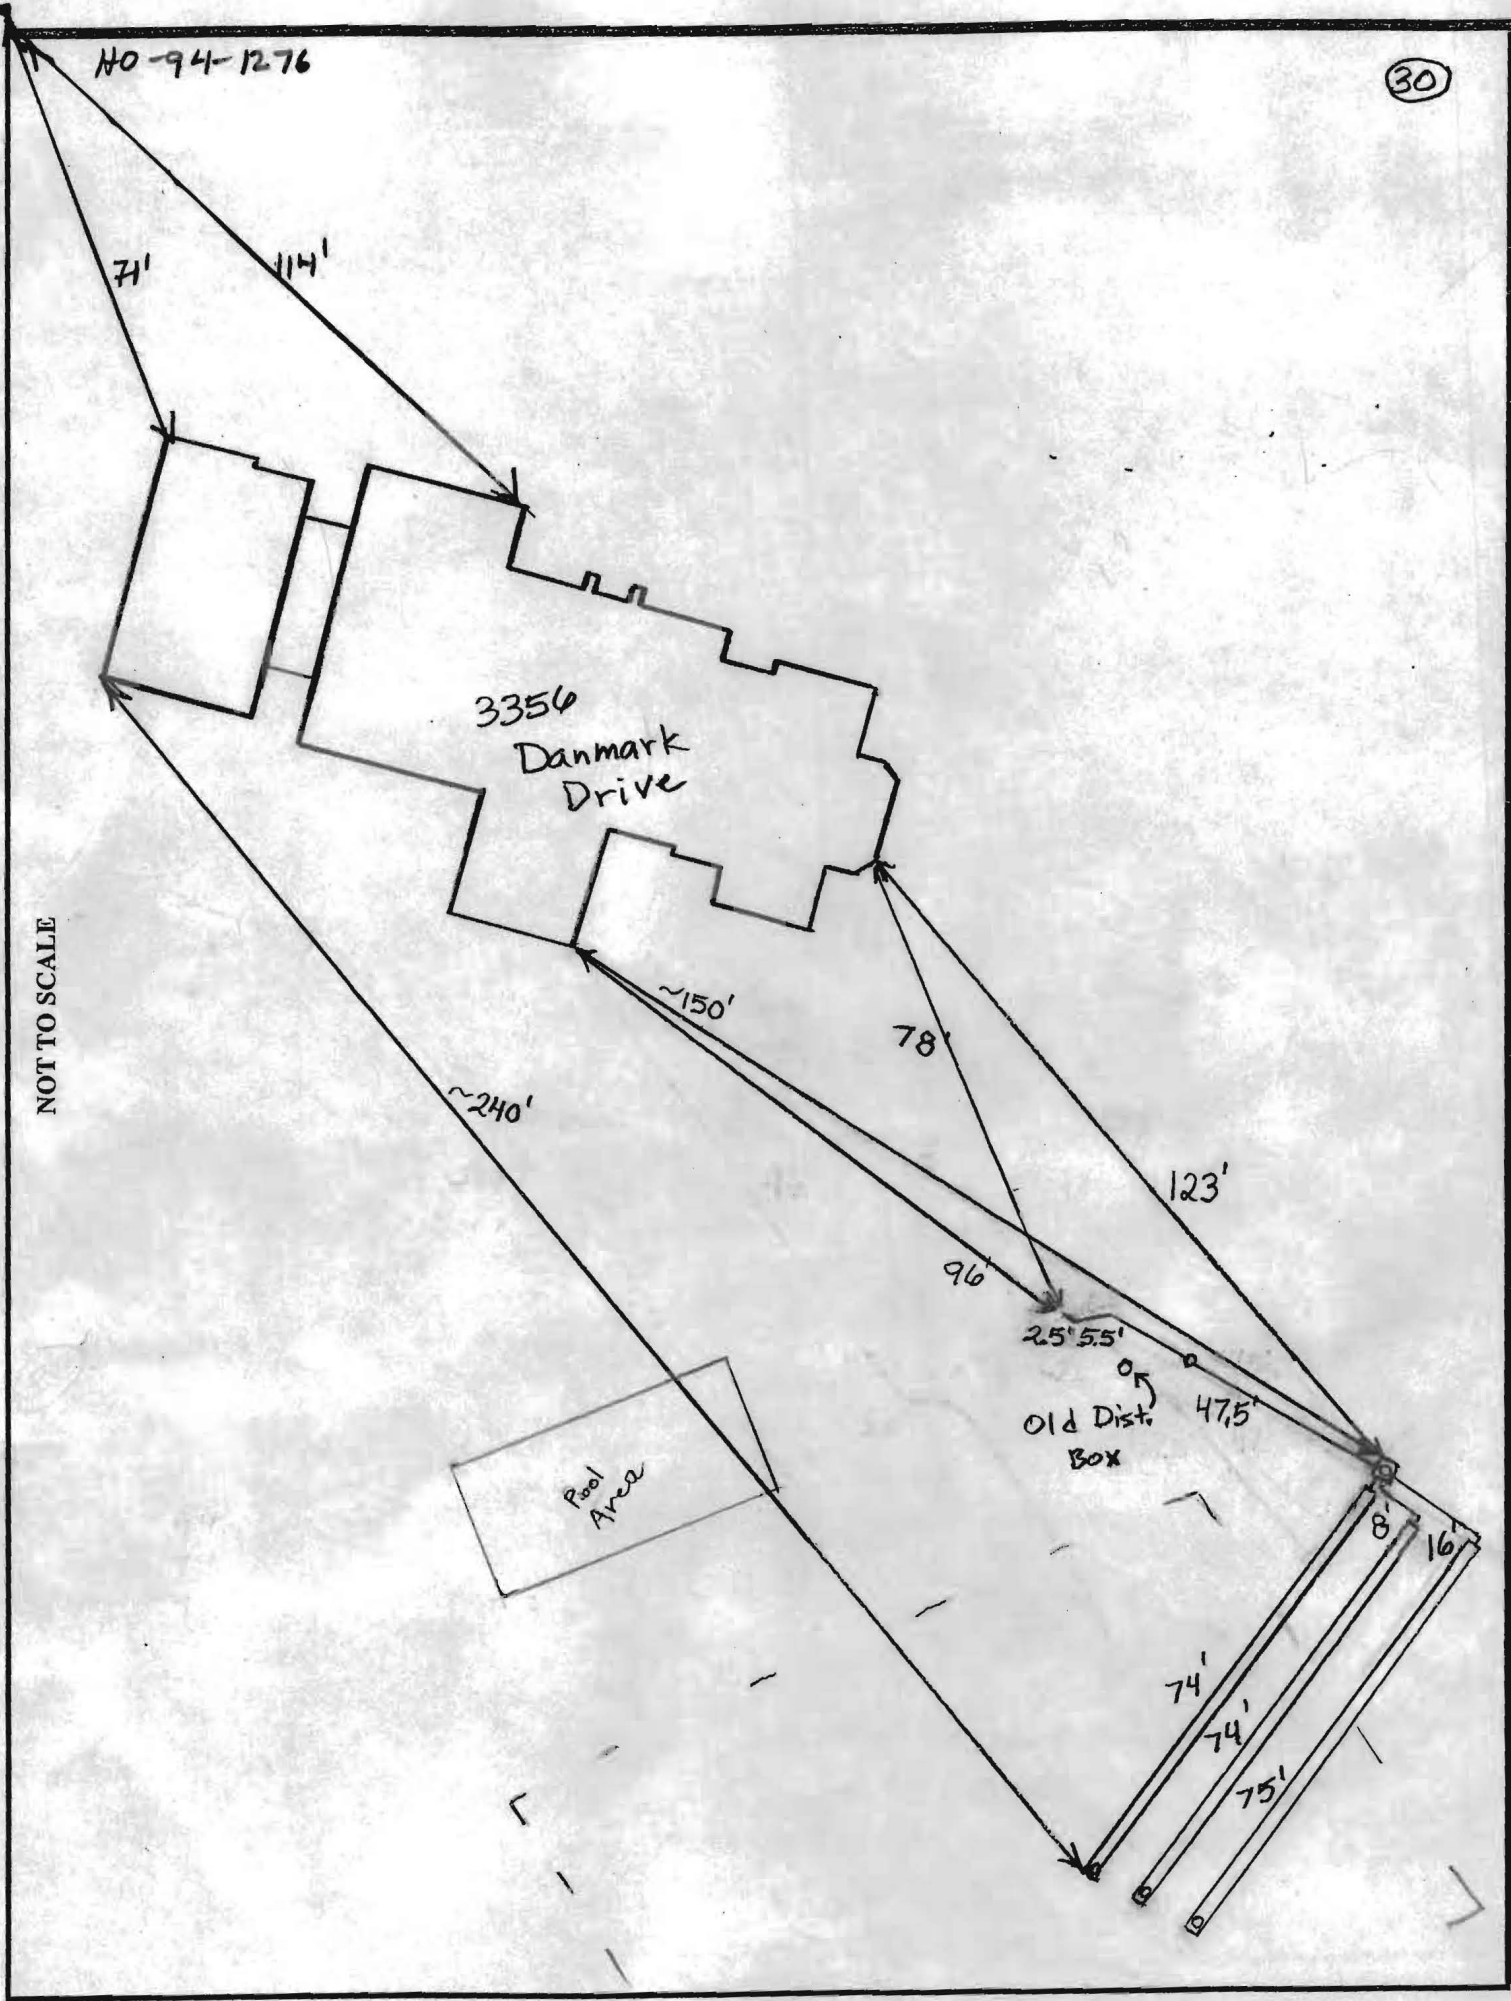 HO-94-1276
30
71'
114'
3356
Danmark
Drive
NOT TO SCALE
~150'
78'
~240'
123'
96'
2.5' 5.5'
Old Dist.
Box
47.5'
Pool
Area
8'
16'
74'
74'
75'